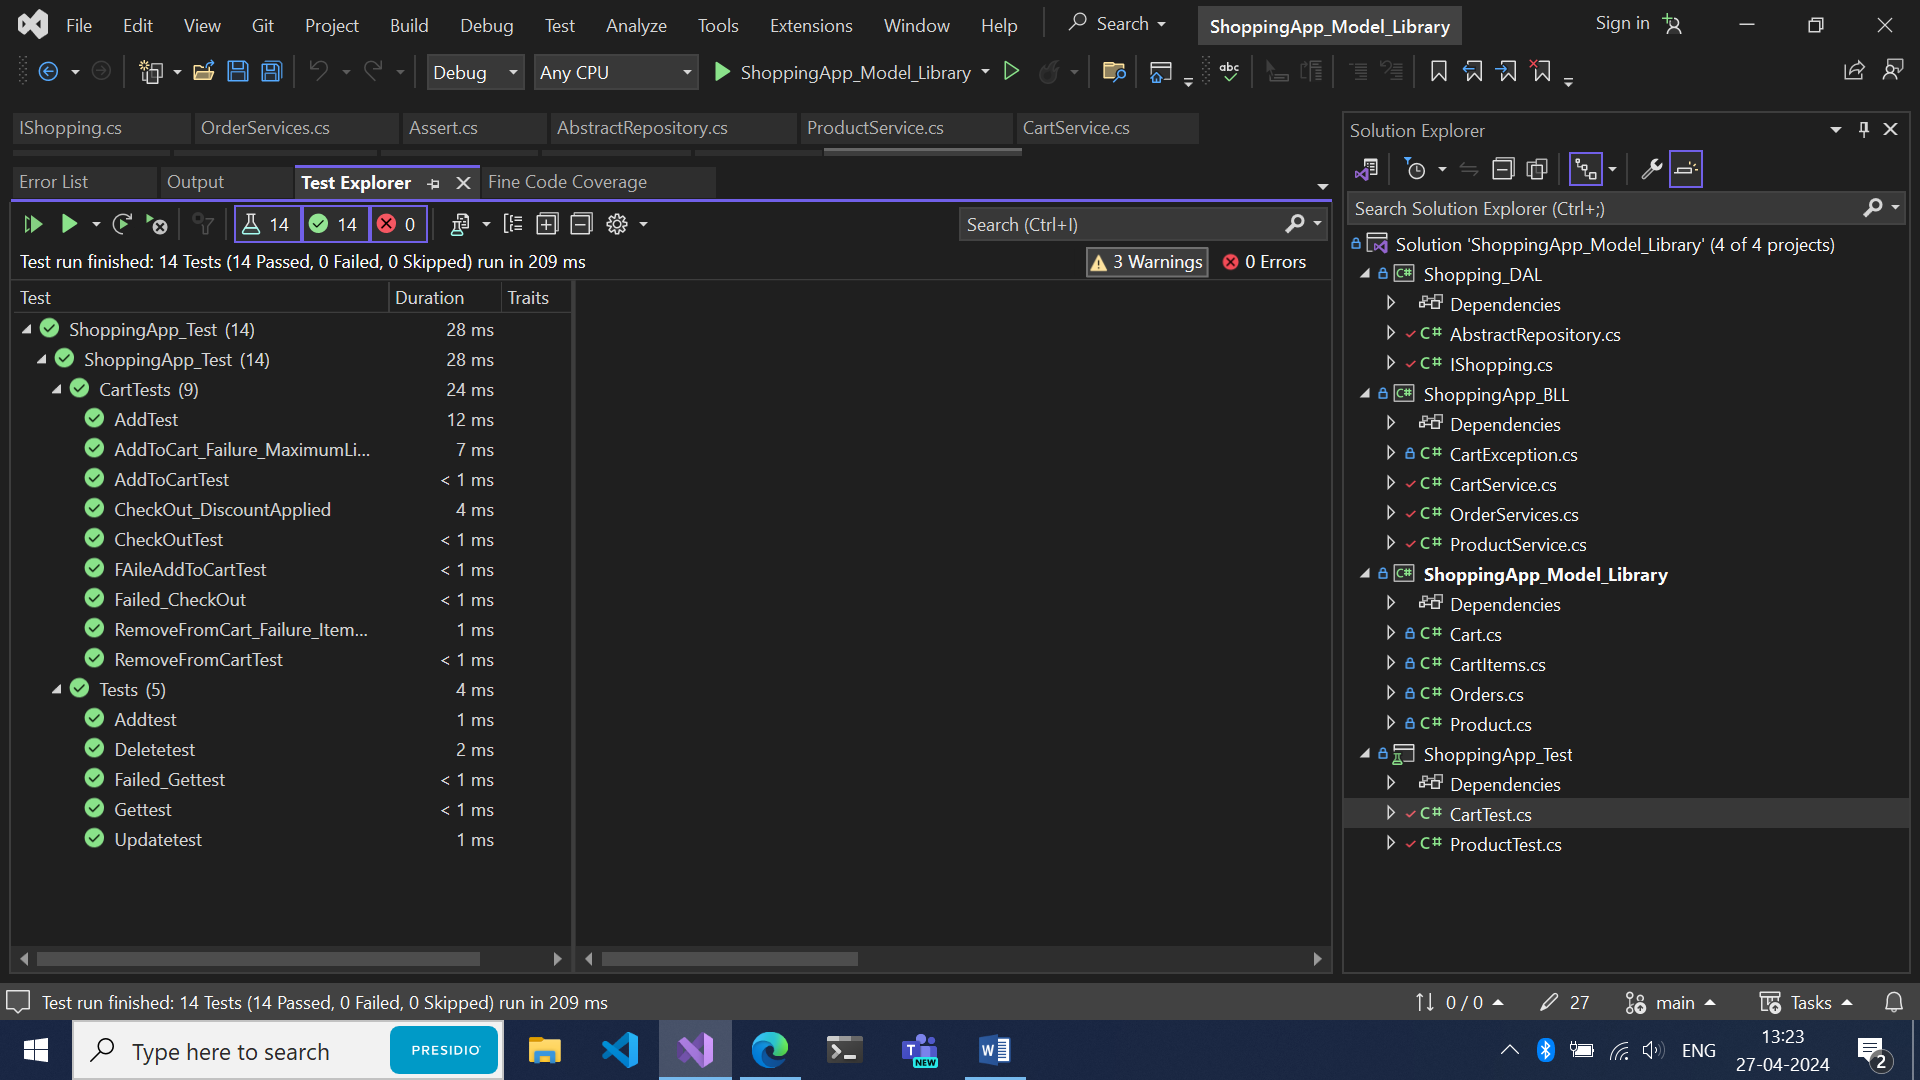 File Edit View Git Project Build Debug Test Analyze Tools Extensions Window Help Search ShoppingApp_Model_Library Sign in
Debug Any CPU ShoppingApp_Model_Library abc
IShopping.cs OrderServices.cs Assert.cs AbstractRepository.cs ProductService.cs CartService.cs
Error List Output Test Explorer Fine Code Coverage
14 14 0 Search (Ctrl+I)
Test run finished: 14 Tests (14 Passed, 0 Failed, 0 Skipped) run in 209 ms 3 Warnings 0 Errors
Test Duration Traits
ShoppingApp_Test (14) 28 ms
ShoppingApp_Test (14) 28 ms
CartTests (9) 24 ms
AddTest 12 ms
AddToCart_Failure_MaximumLi... 7 ms
AddToCartTest < 1 ms
CheckOut_DiscountApplied 4 ms
CheckOutTest < 1 ms
FAileAddToCartTest < 1 ms
Failed_CheckOut < 1 ms
RemoveFromCart_Failure_Item... 1 ms
RemoveFromCartTest < 1 ms
Tests (5) 4 ms
Addtest 1 ms
Deletetest 2 ms
Failed_Gettest < 1 ms
Gettest < 1 ms
Updatetest 1 ms
Solution Explorer
Search Solution Explorer (Ctrl+;)
Solution 'ShoppingApp_Model_Library' (4 of 4 projects)
C# Shopping_DAL
Dependencies
C# AbstractRepository.cs
C# IShopping.cs
C# ShoppingApp_BLL
Dependencies
C# CartException.cs
C# CartService.cs
C# OrderServices.cs
C# ProductService.cs
C# ShoppingApp_Model_Library
Dependencies
C# Cart.cs
C# CartItems.cs
C# Orders.cs
C# Product.cs
ShoppingApp_Test
Dependencies
C# CartTest.cs
C# ProductTest.cs
Test run finished: 14 Tests (14 Passed, 0 Failed, 0 Skipped) run in 209 ms 0 / 0 27 main Tasks
Type here to search PRESIDIO T NEW W ENG 13:23
27-04-2024 2